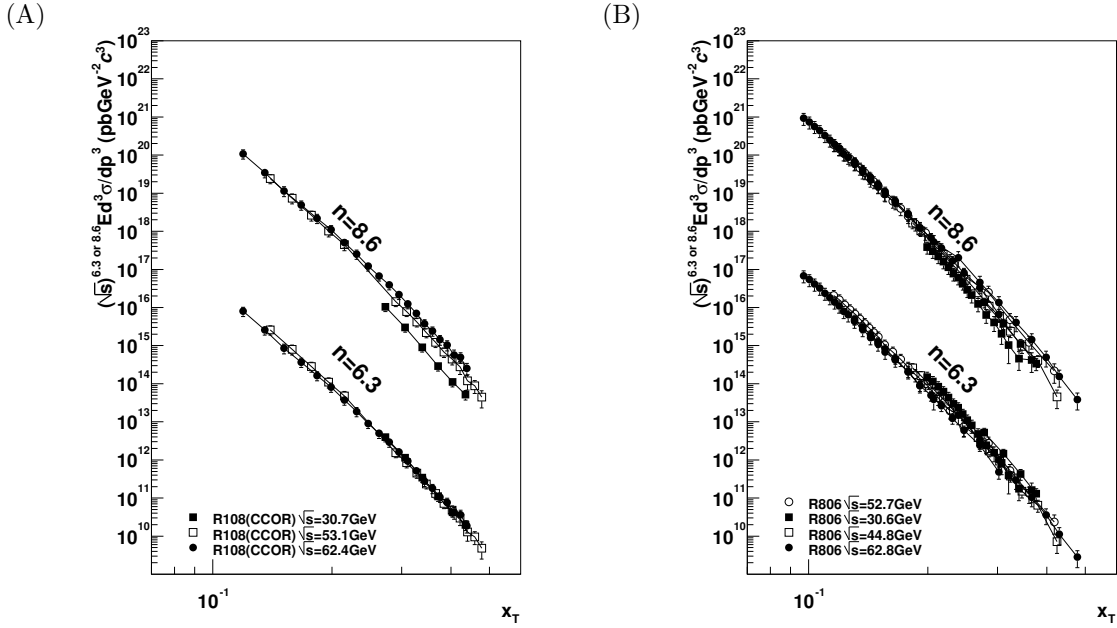 (A)
(√s)^6.3 or 8.6 Ed^3σ/dp^3 (pbGeV^-2c^3)
10^23
10^22
10^21
10^20
10^19
10^18
10^17
10^16
10^15
10^14
10^13
10^12
10^11
10^10
n=8.6
n=6.3
R108(CCOR)√s=30.7GeV
R108(CCOR)√s=53.1GeV
R108(CCOR)√s=62.4GeV
10^-1
x_T
(B)
(√s)^6.3 or 8.6 Ed^3σ/dp^3 (pbGeV^-2c^3)
10^23
10^22
10^21
10^20
10^19
10^18
10^17
10^16
10^15
10^14
10^13
10^12
10^11
10^10
n=8.6
n=6.3
R806√s=52.7GeV
R806√s=30.6GeV
R806√s=44.8GeV
R806√s=62.8GeV
10^-1
x_T